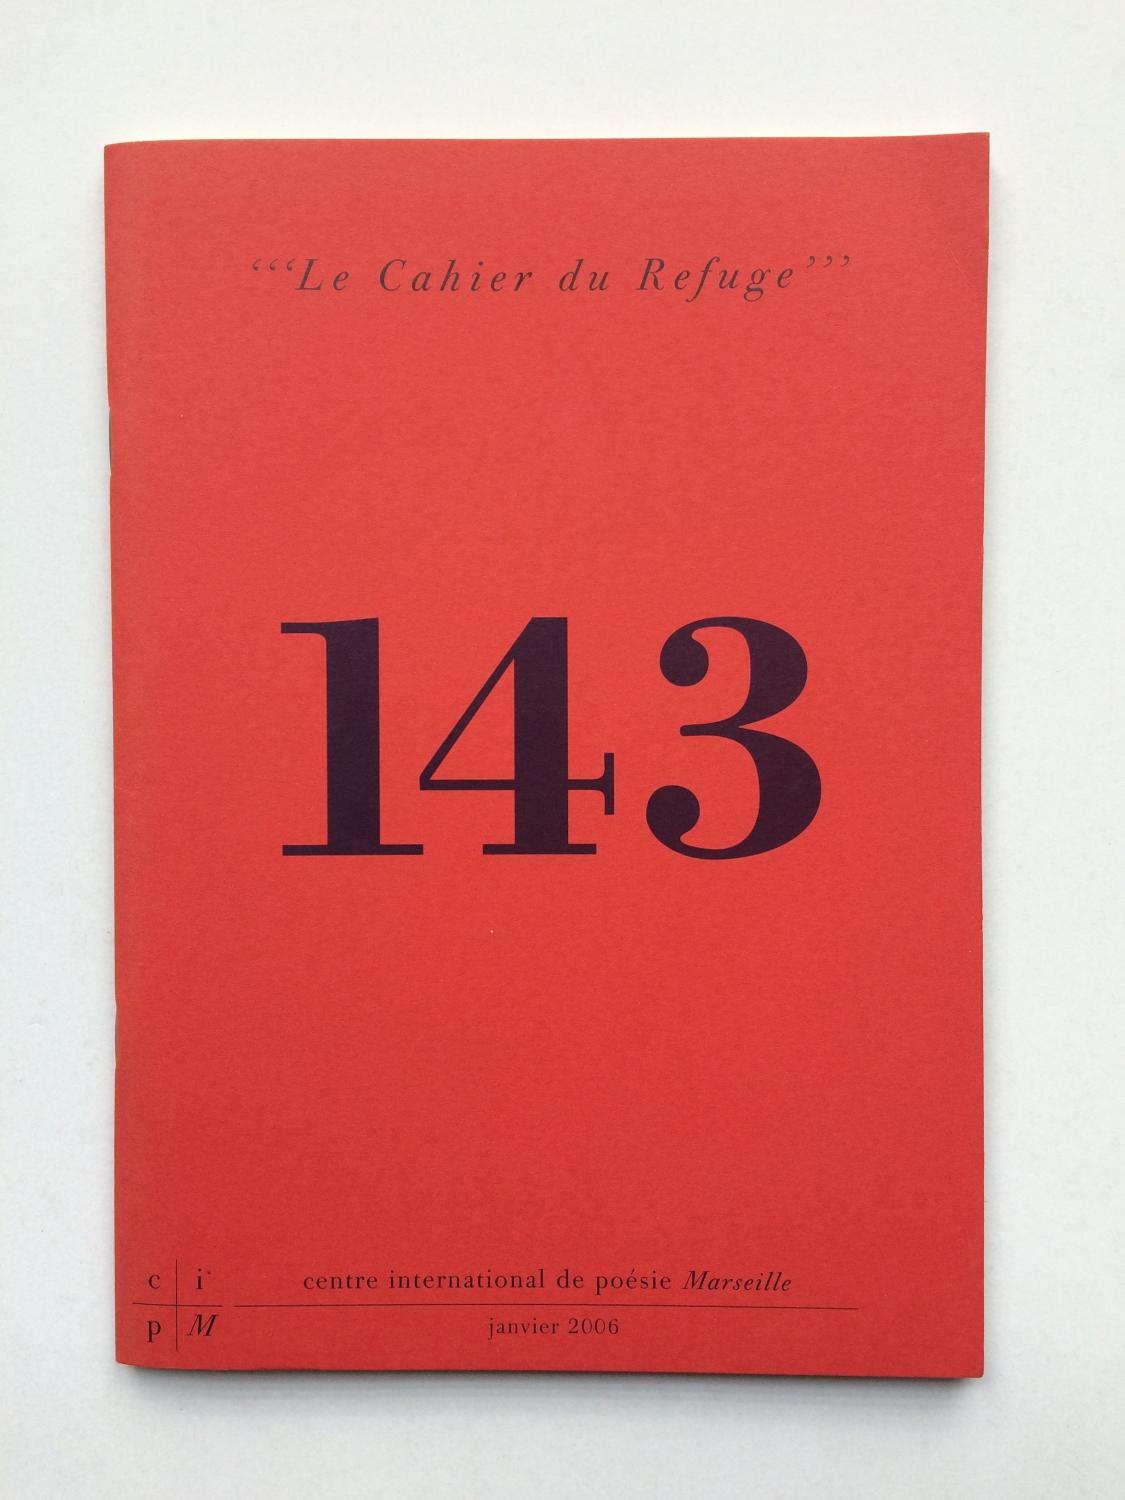 ‘‘‘Le Cahier du Refuge’’’
143
c i
p M
centre international de poésie Marseille
janvier 2006